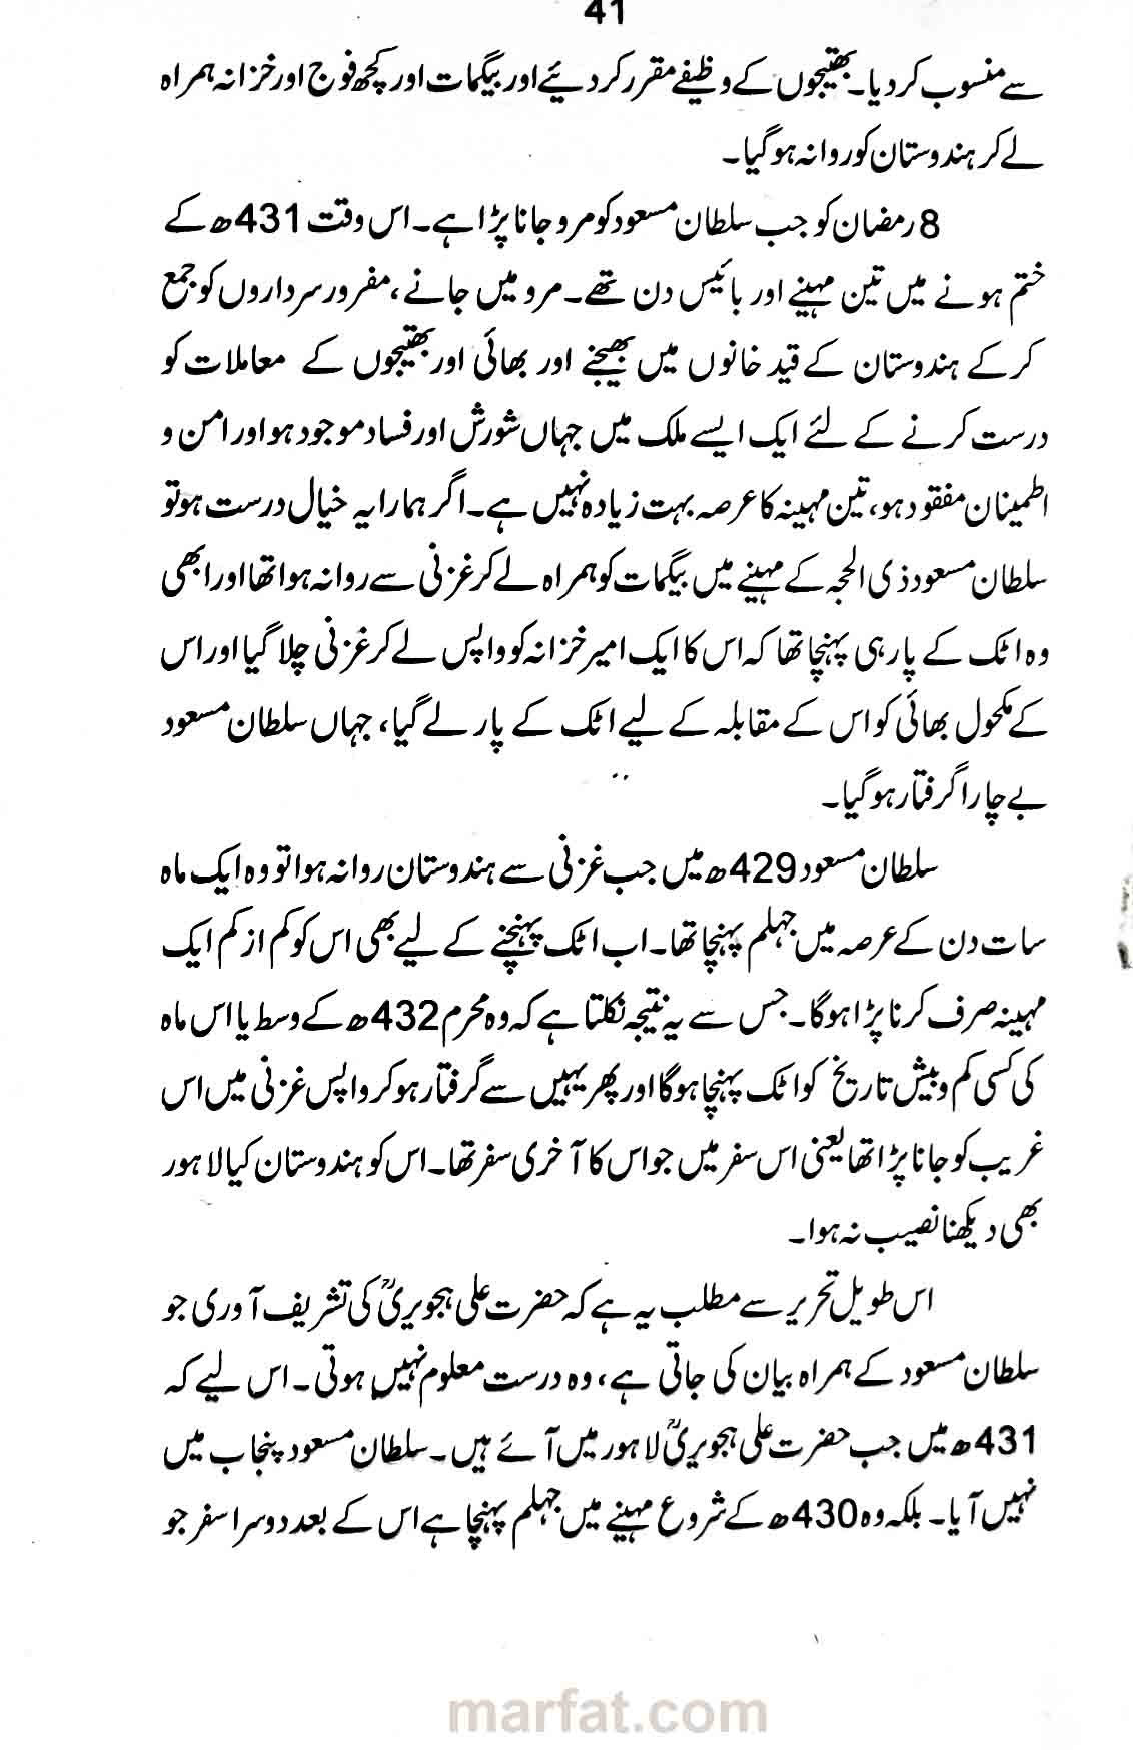 41
سے منسوب کر دیا۔ بھتیجوں کے وظیفے مقرر کر دیئے اور بیگمات اور کچھ فوج اور خزانہ ہمراہ
لے کر ہندوستان کو روانہ ہو گیا۔
8 رمضان کو جب سلطان مسعود کو مرو جانا پڑا ہے۔ اس وقت 431ھ کے
ختم ہونے میں تین مہینے اور بائیس دن تھے۔ مرو میں جانے، مفرور سرداروں کو جمع
کر کے ہندوستان کے قید خانوں میں بھیجنے اور بھائی اور بھتیجوں کے معاملات کو
درست کرنے کے لئے ایک ایسے ملک میں جہاں شورش اور فساد موجود ہو اور امن و
اطمینان مفقود ہو، تین مہینہ کا عرصہ بہت زیادہ نہیں ہے۔ اگر ہمارا یہ خیال درست ہو تو
سلطان مسعود ذی الحجہ کے مہینے میں بیگمات کو ہمراہ لے کر غزنی سے روانہ ہوا تھا اور ابھی
وہ اٹک کے پار ہی پہنچا تھا کہ اس کا ایک امیر خزانہ کو واپس لے کر غزنی چلا گیا اور اس
کے مکحول بھائی کو اس کے مقابلہ کے لیے اٹک کے پار لے گیا، جہاں سلطان مسعود
بے چارا گرفتار ہو گیا۔
سلطان مسعود 429ھ میں جب غزنی سے ہندوستان روانہ ہوا تو وہ ایک ماہ
سات دن کے عرصہ میں جہلم پہنچا تھا۔ اب اٹک پہنچنے کے لیے بھی اس کو کم از کم ایک
مہینہ صرف کرنا پڑا ہوگا۔ جس سے یہ نتیجہ نکلتا ہے کہ وہ محرم 432ھ کے وسط یا اس ماہ
کی کسی کم و بیش تاریخ کو اٹک پہنچا ہوگا اور پھر یہیں سے گرفتار ہو کر واپس غزنی میں اس
غریب کو جانا پڑا تھا یعنی اس سفر میں جو اس کا آخری سفر تھا۔ اس کو ہندوستان کیا لاہور
بھی دیکھنا نصیب نہ ہوا۔
اس طویل تحریر سے مطلب یہ ہے کہ حضرت علی ہجویریؒ کی تشریف آوری جو
سلطان مسعود کے ہمراہ بیان کی جاتی ہے، وہ درست معلوم نہیں ہوتی۔ اس لیے کہ
431ھ میں جب حضرت علی ہجویریؒ لاہور میں آئے ہیں۔ سلطان مسعود پنجاب میں
نہیں آیا۔ بلکہ وہ 430ھ کے شروع مہینے میں جہلم پہنچا ہے اس کے بعد دوسرا سفر جو
marfat.com